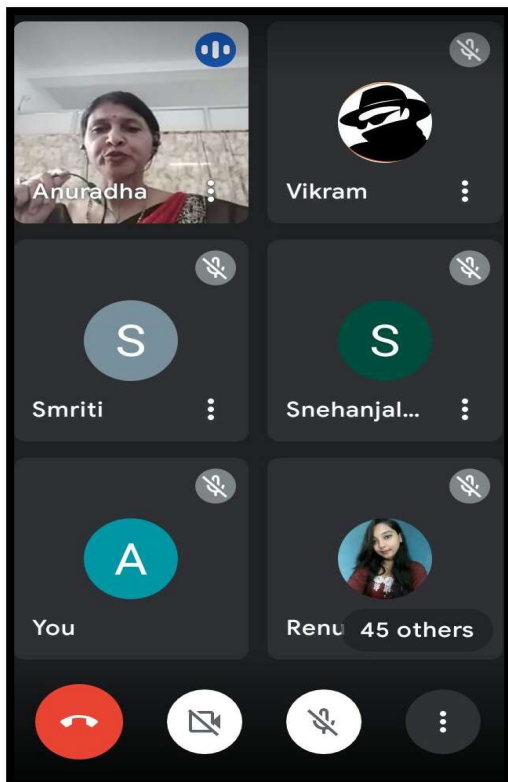 Anuradha
Vikram
S
Smriti
S
Snehanjal...
A
You
Renu
45 others